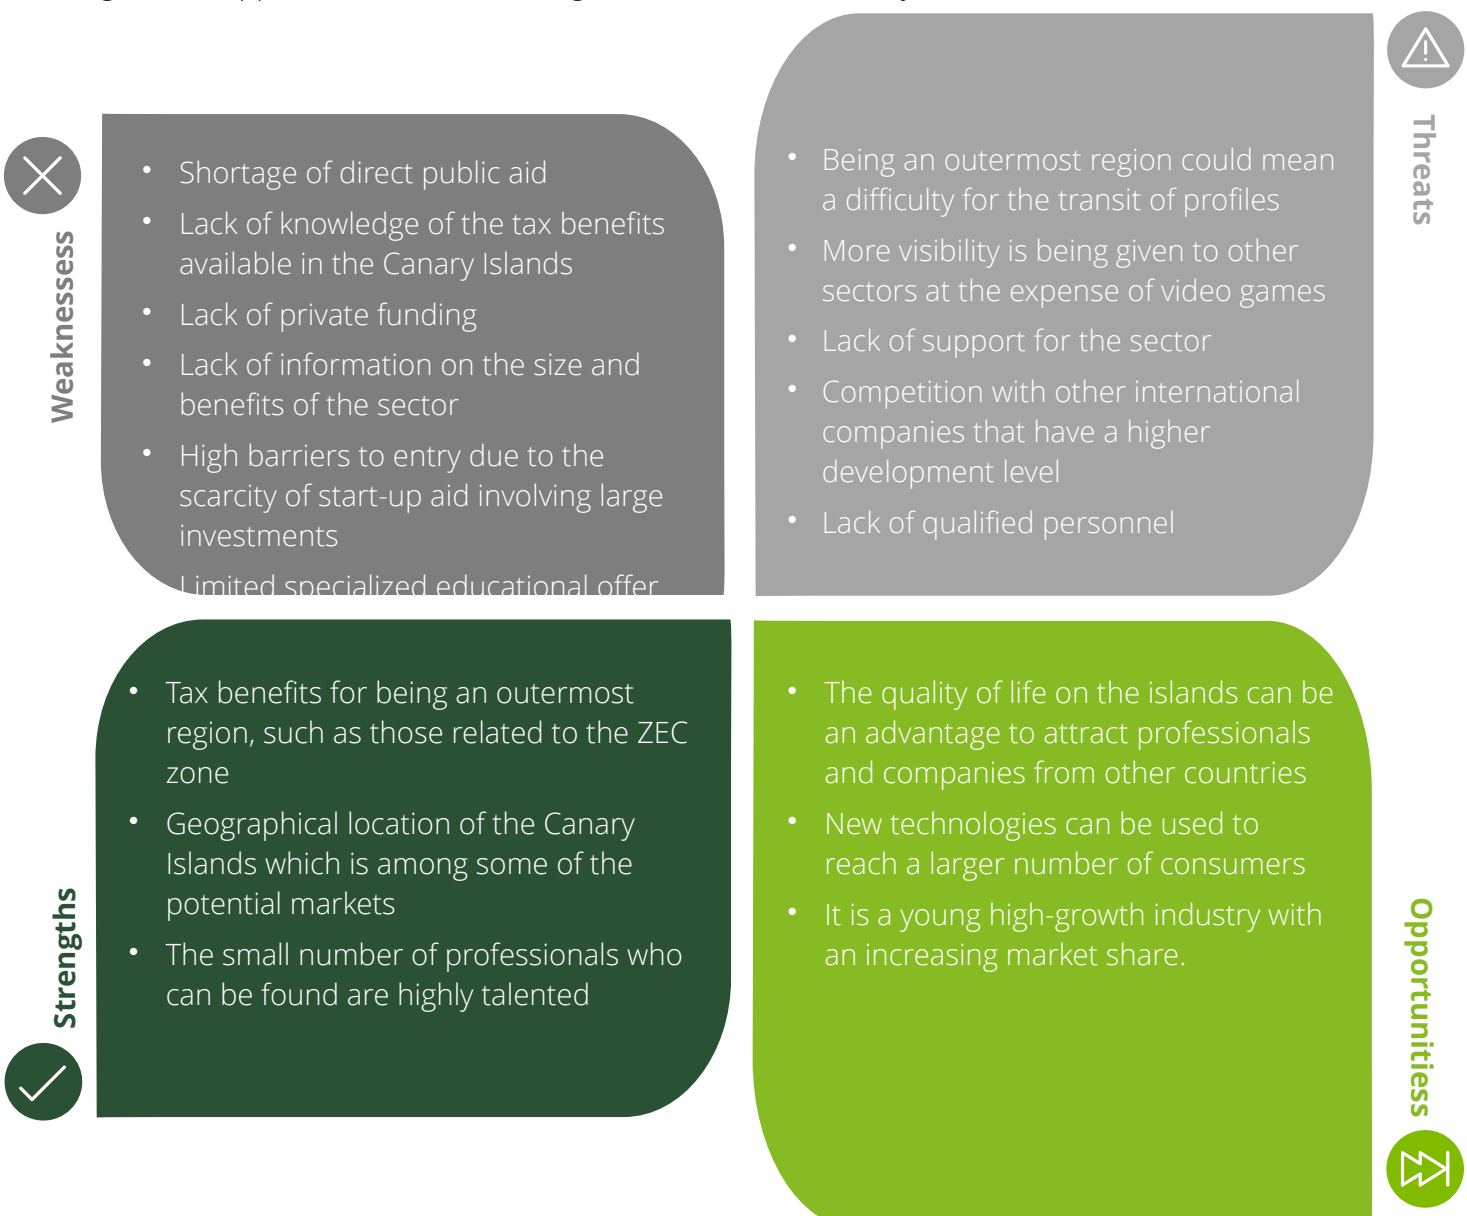 Weaknessess
• Shortage of direct public aid
• Lack of knowledge of the tax benefits
available in the Canary Islands
• Lack of private funding
• Lack of information on the size and
benefits of the sector
• High barriers to entry due to the
scarcity of start-up aid involving large
investments
Limited specialized educational offer
Threats
• Being an outermost region could mean
a difficulty for the transit of profiles
• More visibility is being given to other
sectors at the expense of video games
• Lack of support for the sector
• Competition with other international
companies that have a higher
development level
• Lack of qualified personnel
Strengths
• Tax benefits for being an outermost
region, such as those related to the ZEC
zone
• Geographical location of the Canary
Islands which is among some of the
potential markets
• The small number of professionals who
can be found are highly talented
Opportunitiess
• The quality of life on the islands can be
an advantage to attract professionals
and companies from other countries
• New technologies can be used to
reach a larger number of consumers
• It is a young high-growth industry with
an increasing market share.